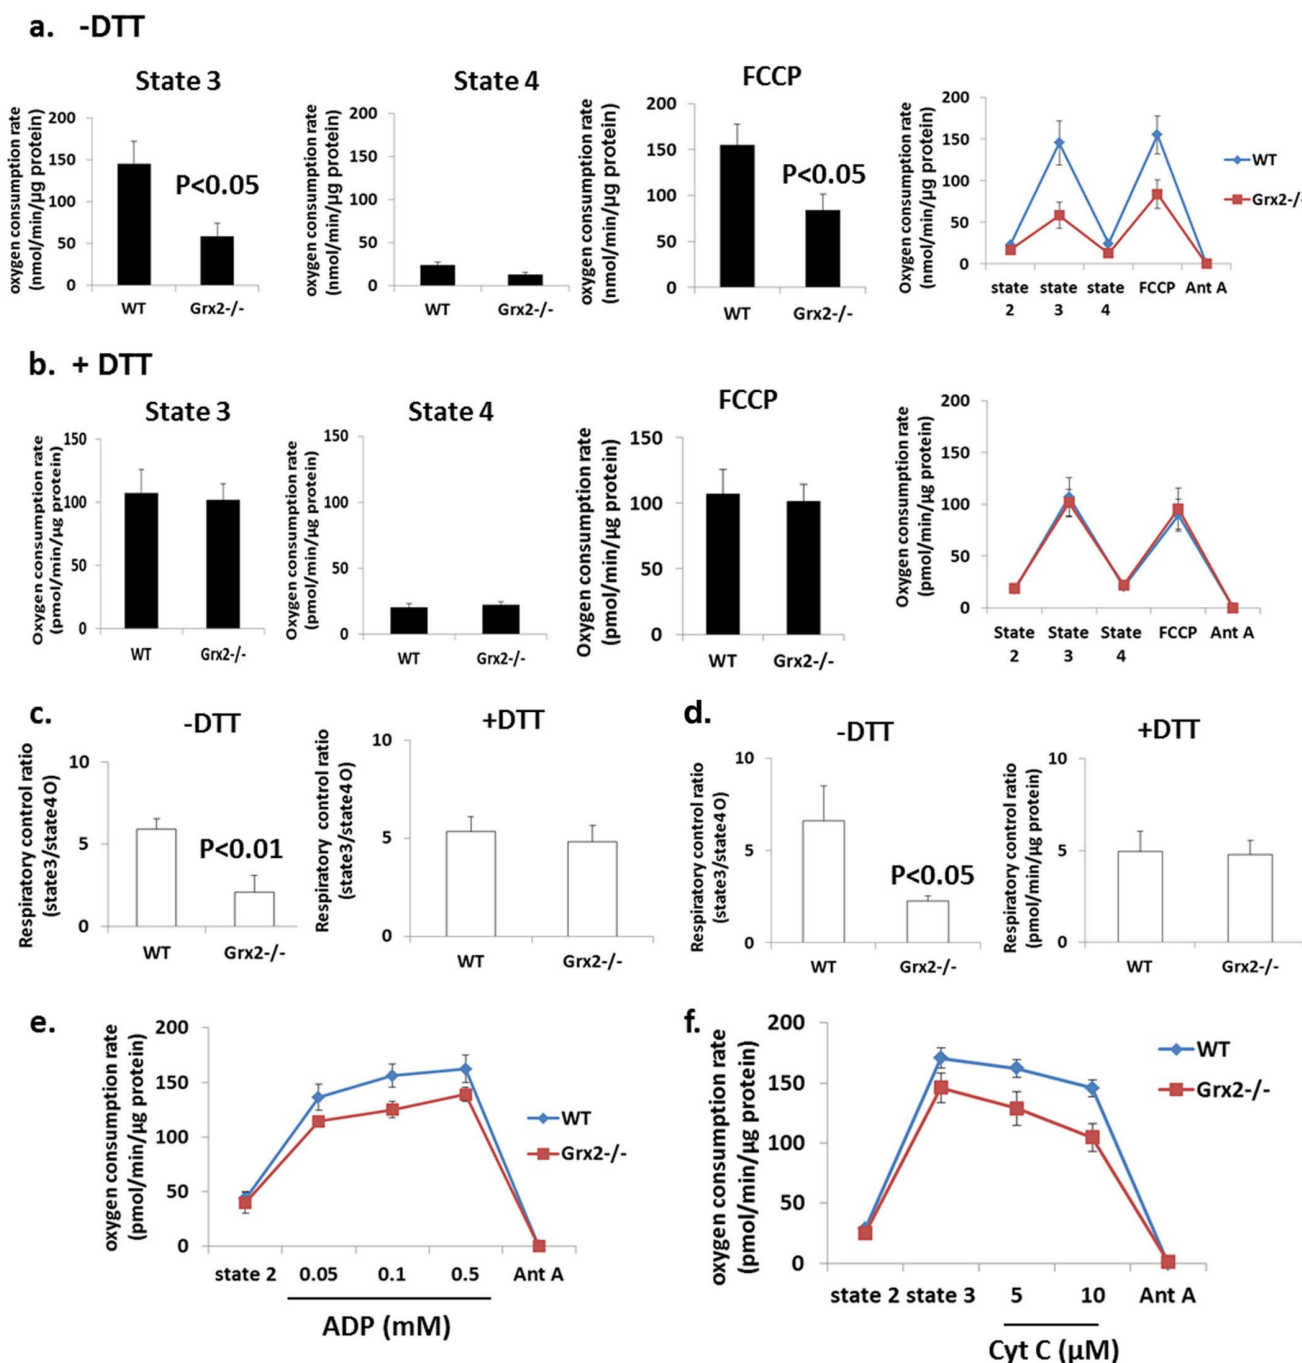 a. -DTT
State 3
oxygen consumption rate
(nmol/min/µg protein)
200
150
100
50
0
P<0.05
WT Grx2-/-
State 4
oxygen consumption rate
(nmol/min/µg protein)
200
150
100
50
0
WT Grx2-/-
FCCP
oxygen consumption rate
(nmol/min/µg protein)
200
150
100
50
0
P<0.05
WT Grx2-/-
Oxygen consumption rate
(nmol/min/µg protein)
200
150
100
50
0
state state state FCCP Ant A
2 3 4
WT
Grx2-/-
b. + DTT
State 3
Oxygen consumption rate
(pmol/min/µg protein)
150
100
50
0
WT Grx2-/-
State 4
Oxygen consumption rate
(pmol/min/µg protein)
150
100
50
0
WT Grx2-/-
FCCP
Oxygen consumption rate
(pmol/min/µg protein)
150
100
50
0
WT Grx2-/-
Oxygen consumption rate
(pmol/min/µg protein)
200
150
100
50
0
State State State FCCP Ant A
2 3 4
c.
-DTT
Respiratory control ratio
(state3/state4O)
10
5
0
P<0.01
WT Grx2-/-
+DTT
Respiratory control ratio
(state3/state4O)
10
5
0
WT Grx2-/-
d.
-DTT
Respiratory control ratio
(state3/state4O)
10
5
0
P<0.05
WT Grx2-/-
+DTT
Respiratory control ratio
(pmol/min/µg protein)
10
5
0
WT Grx2-/-
e.
oxygen consumption rate
(pmol/min/µg protein)
200
150
100
50
0
state 2 0.05 0.1 0.5 Ant A
ADP (mM)
WT
Grx2-/-
f.
oxygen consumption rate
(pmol/min/µg protein)
200
150
100
50
0
state 2 state 3 5 10 Ant A
Cyt C (µM)
WT
Grx2-/-